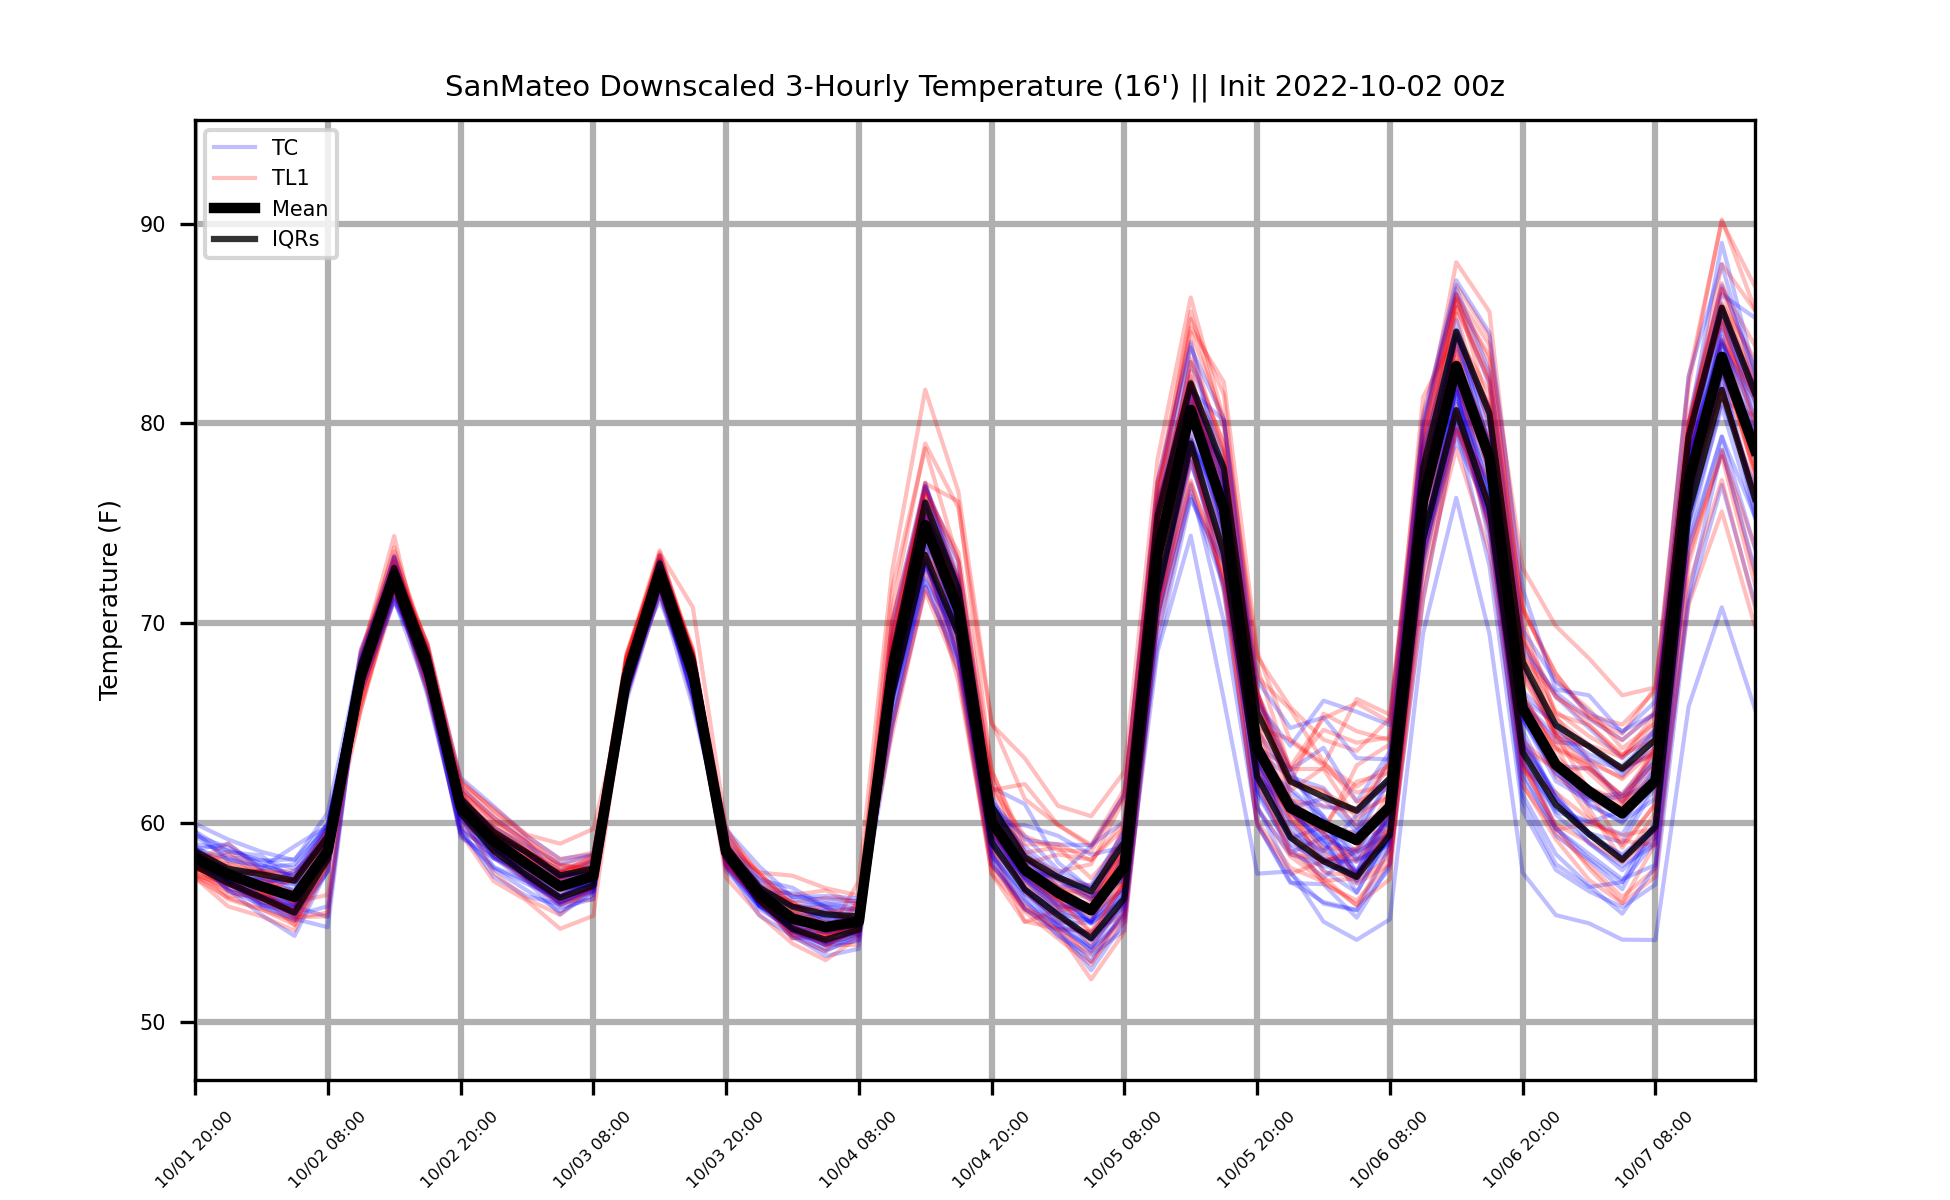 SanMateo Downscaled 3-Hourly Temperature (16') || Init 2022-10-02 00z
TC
TL1
Mean
IQRs
Temperature (F)
90
80
70
60
50
10/01 20:00
10/02 08:00
10/02 20:00
10/03 08:00
10/03 20:00
10/04 08:00
10/04 20:00
10/05 08:00
10/05 20:00
10/06 08:00
10/06 20:00
10/07 08:00